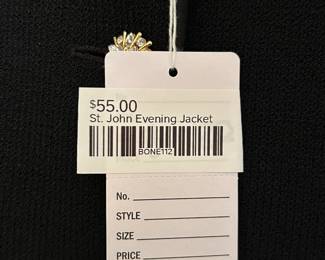 $55.00
St. John Evening Jacket
BONE112
No.
STYLE
SIZE
PRICE